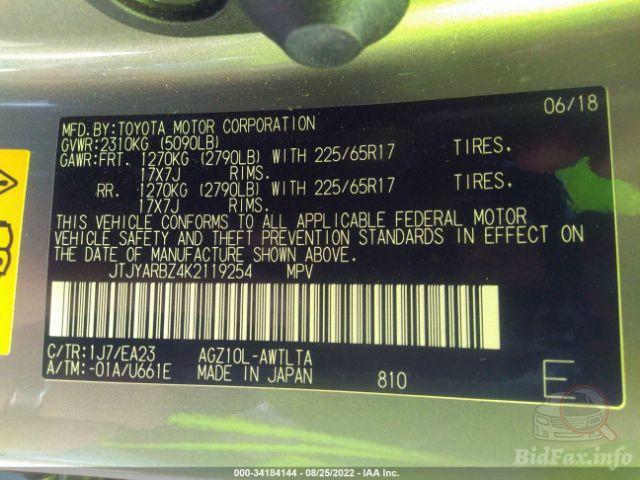 06/18
MFD.BY:TOYOTA MOTOR CORPORATION
GVWR:2310KG (5090LB)
GAWR:FRT. 1270KG (2790LB) WITH 225/65R17 TIRES.
17X7J RIMS.
RR. 1270KG (2790LB) WITH 225/65R17 TIRES.
17X7J RIMS.
THIS VEHICLE CONFORMS TO ALL APPLICABLE FEDERAL MOTOR
VEHICLE SAFETY AND THEFT PREVENTION STANDARDS IN EFFECT ON
THE DATE OF MANUFACTURE SHOWN ABOVE.
JTJYARBZ4K2119254 MPV
C/TR:1J7/EA23 AGZ10L-AWTLTA
A/TM:-01A/U661E MADE IN JAPAN 810 E
BidFax.info
000-34184144 - 08/25/2022 - IAA Inc.